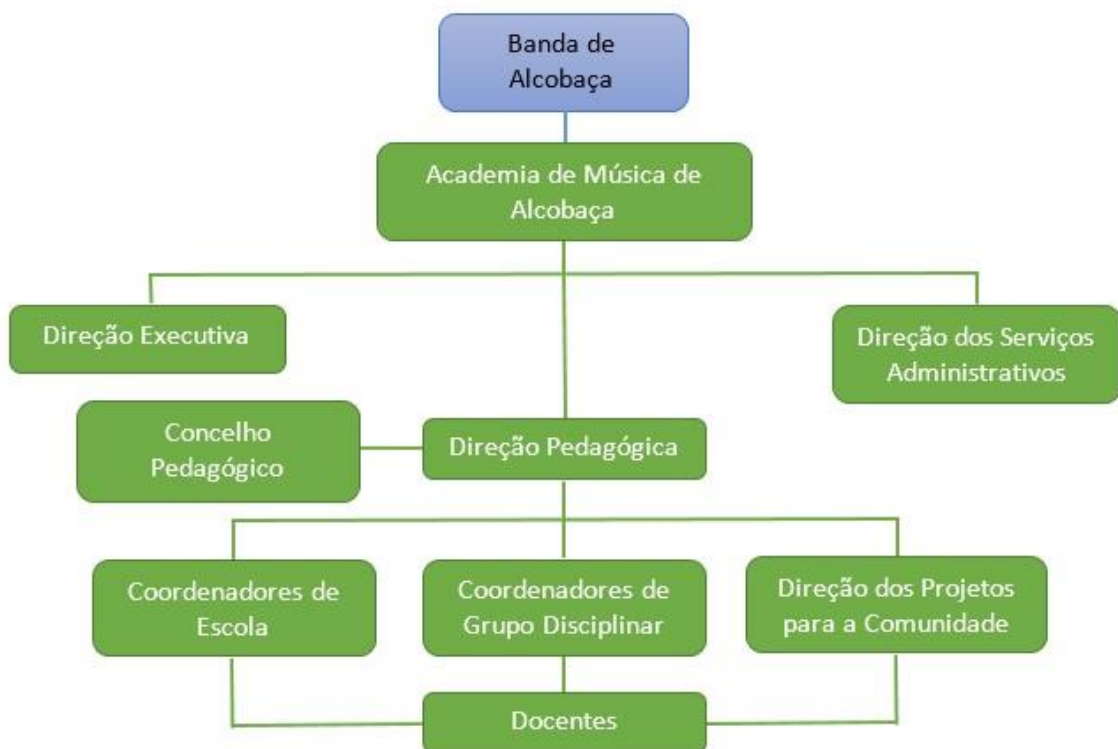 Banda de
Alcobaça
Academia de Música de
Alcobaça
Direção Executiva
Direção dos Serviços
Administrativos
Concelho
Pedagógico
Direção Pedagógica
Coordenadores de
Escola
Coordenadores de
Grupo Disciplinar
Direção dos Projetos
para a Comunidade
Docentes